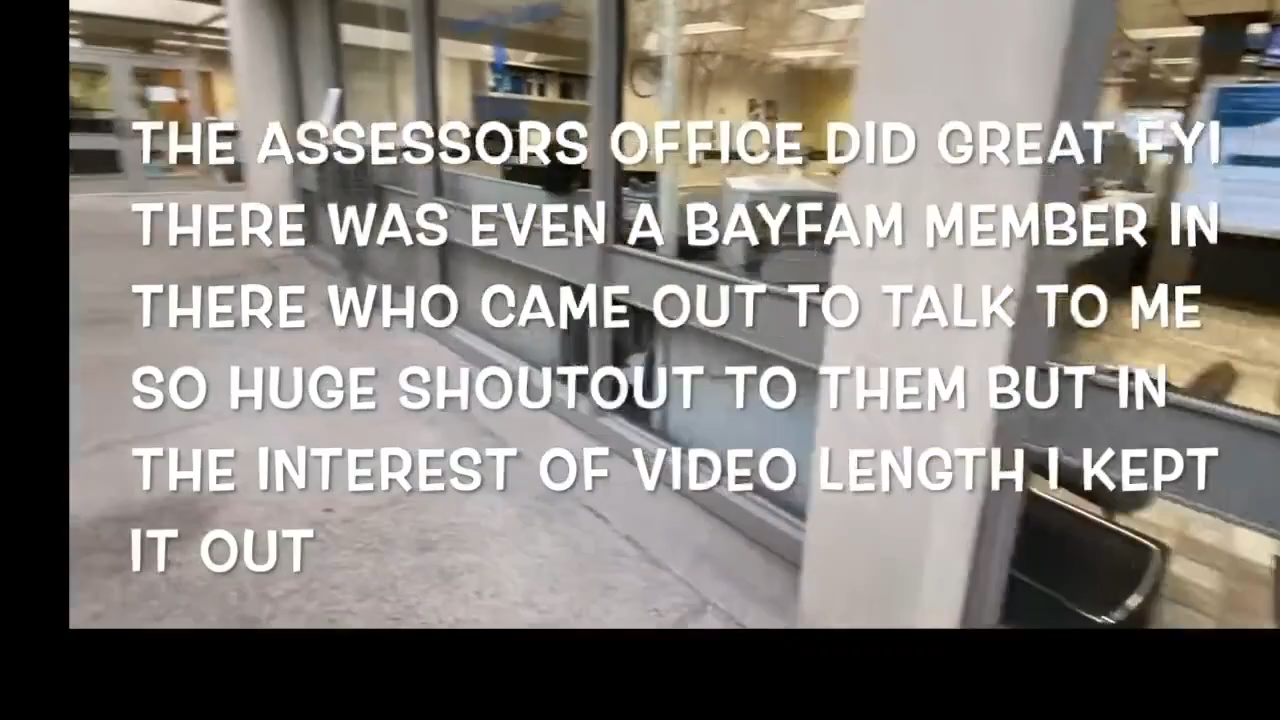 THE ASSESSORS OFFICE DID GREAT FYI
THERE WAS EVEN A BAYFAM MEMBER IN
THERE WHO CAME OUT TO TALK TO ME
SO HUGE SHOUTOUT TO THEM BUT IN
THE INTEREST OF VIDEO LENGTH I KEPT
IT OUT